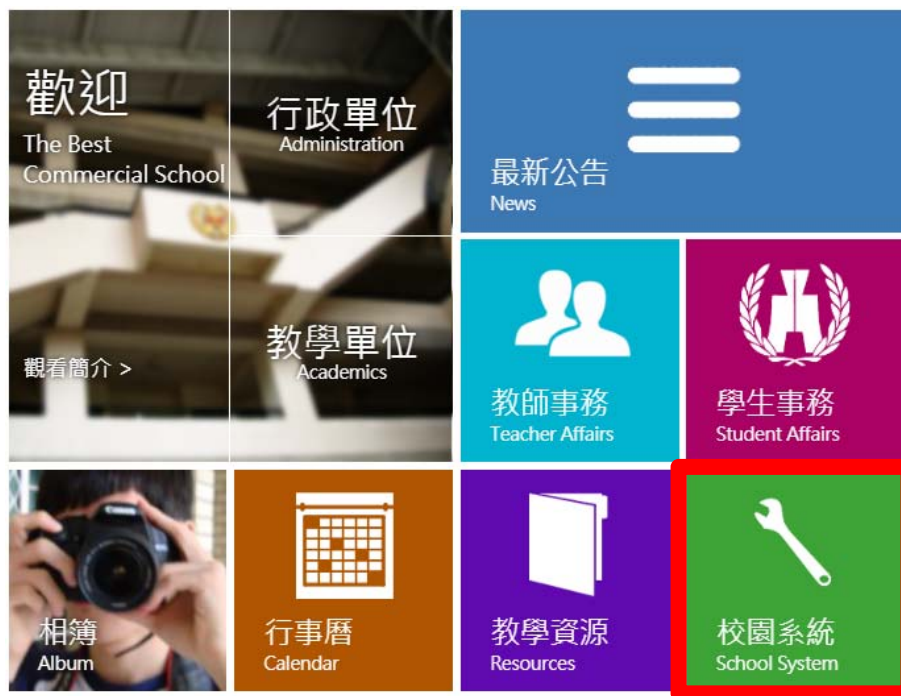 歡迎
The Best
Commercial School
觀看簡介 >
行政單位
Administration
教學單位
Academics
最新公告
News
教師事務
Teacher Affairs
學生事務
Student Affairs
相簿
Album
行事曆
Calendar
教學資源
Resources
校園系統
School System